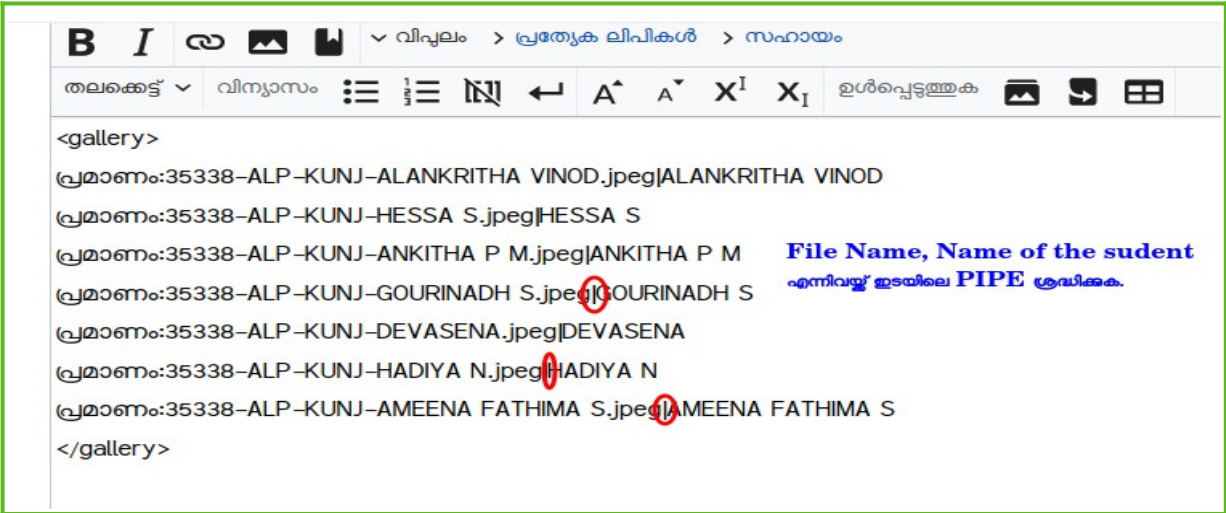 B I വിപുലം പ്രത്യേക ലിപികൾ സഹായം
തലക്കെട്ട് വിന്യാസം A A X I X I ഉൾപ്പെടുത്തുക
<gallery>
പ്രമാണം:35338-ALP-KUNJ-ALANKRITHA VINOD.jpeg|ALANKRITHA VINOD
പ്രമാണം:35338-ALP-KUNJ-HESSA S.jpeg|HESSA S
പ്രമാണം:35338-ALP-KUNJ-ANKITHA P M.jpeg|ANKITHA P M
File Name, Name of the sudent
പ്രമാണം:35338-ALP-KUNJ-GOURINADH S.jpeg|GOURINADH S
എന്നിവയ്ക്ക് ഇടയിലെ PIPE ശ്രദ്ധിക്കുക.
പ്രമാണം:35338-ALP-KUNJ-DEVASENA.jpeg|DEVASENA
പ്രമാണം:35338-ALP-KUNJ-HADIYA N.jpeg|HADIYA N
പ്രമാണം:35338-ALP-KUNJ-AMEENA FATHIMA S.jpeg|AMEENA FATHIMA S
</gallery>